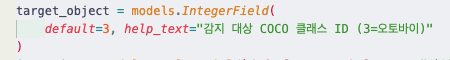 target_object = models.IntegerField(
default=3, help_text="감지 대상 COCO 클래스 ID (3=오토바이)"
)